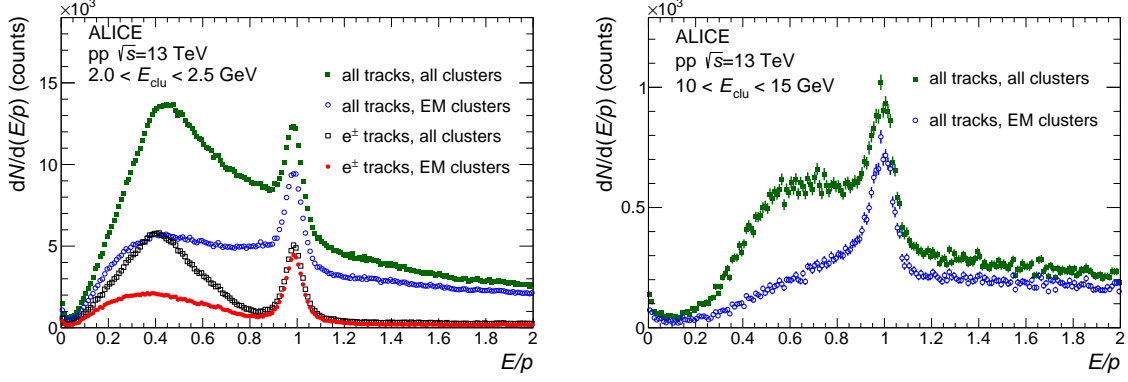 ×10³
ALICE
pp √s=13 TeV
2.0 < E_clu < 2.5 GeV
all tracks, all clusters
all tracks, EM clusters
e± tracks, all clusters
e± tracks, EM clusters
dN/d(E/p) (counts)
15
10
5
0
0 0.2 0.4 0.6 0.8 1 1.2 1.4 1.6 1.8 2
E/p
×10³
ALICE
pp √s=13 TeV
10 < E_clu < 15 GeV
all tracks, all clusters
all tracks, EM clusters
dN/d(E/p) (counts)
1
0.5
0
0 0.2 0.4 0.6 0.8 1 1.2 1.4 1.6 1.8 2
E/p